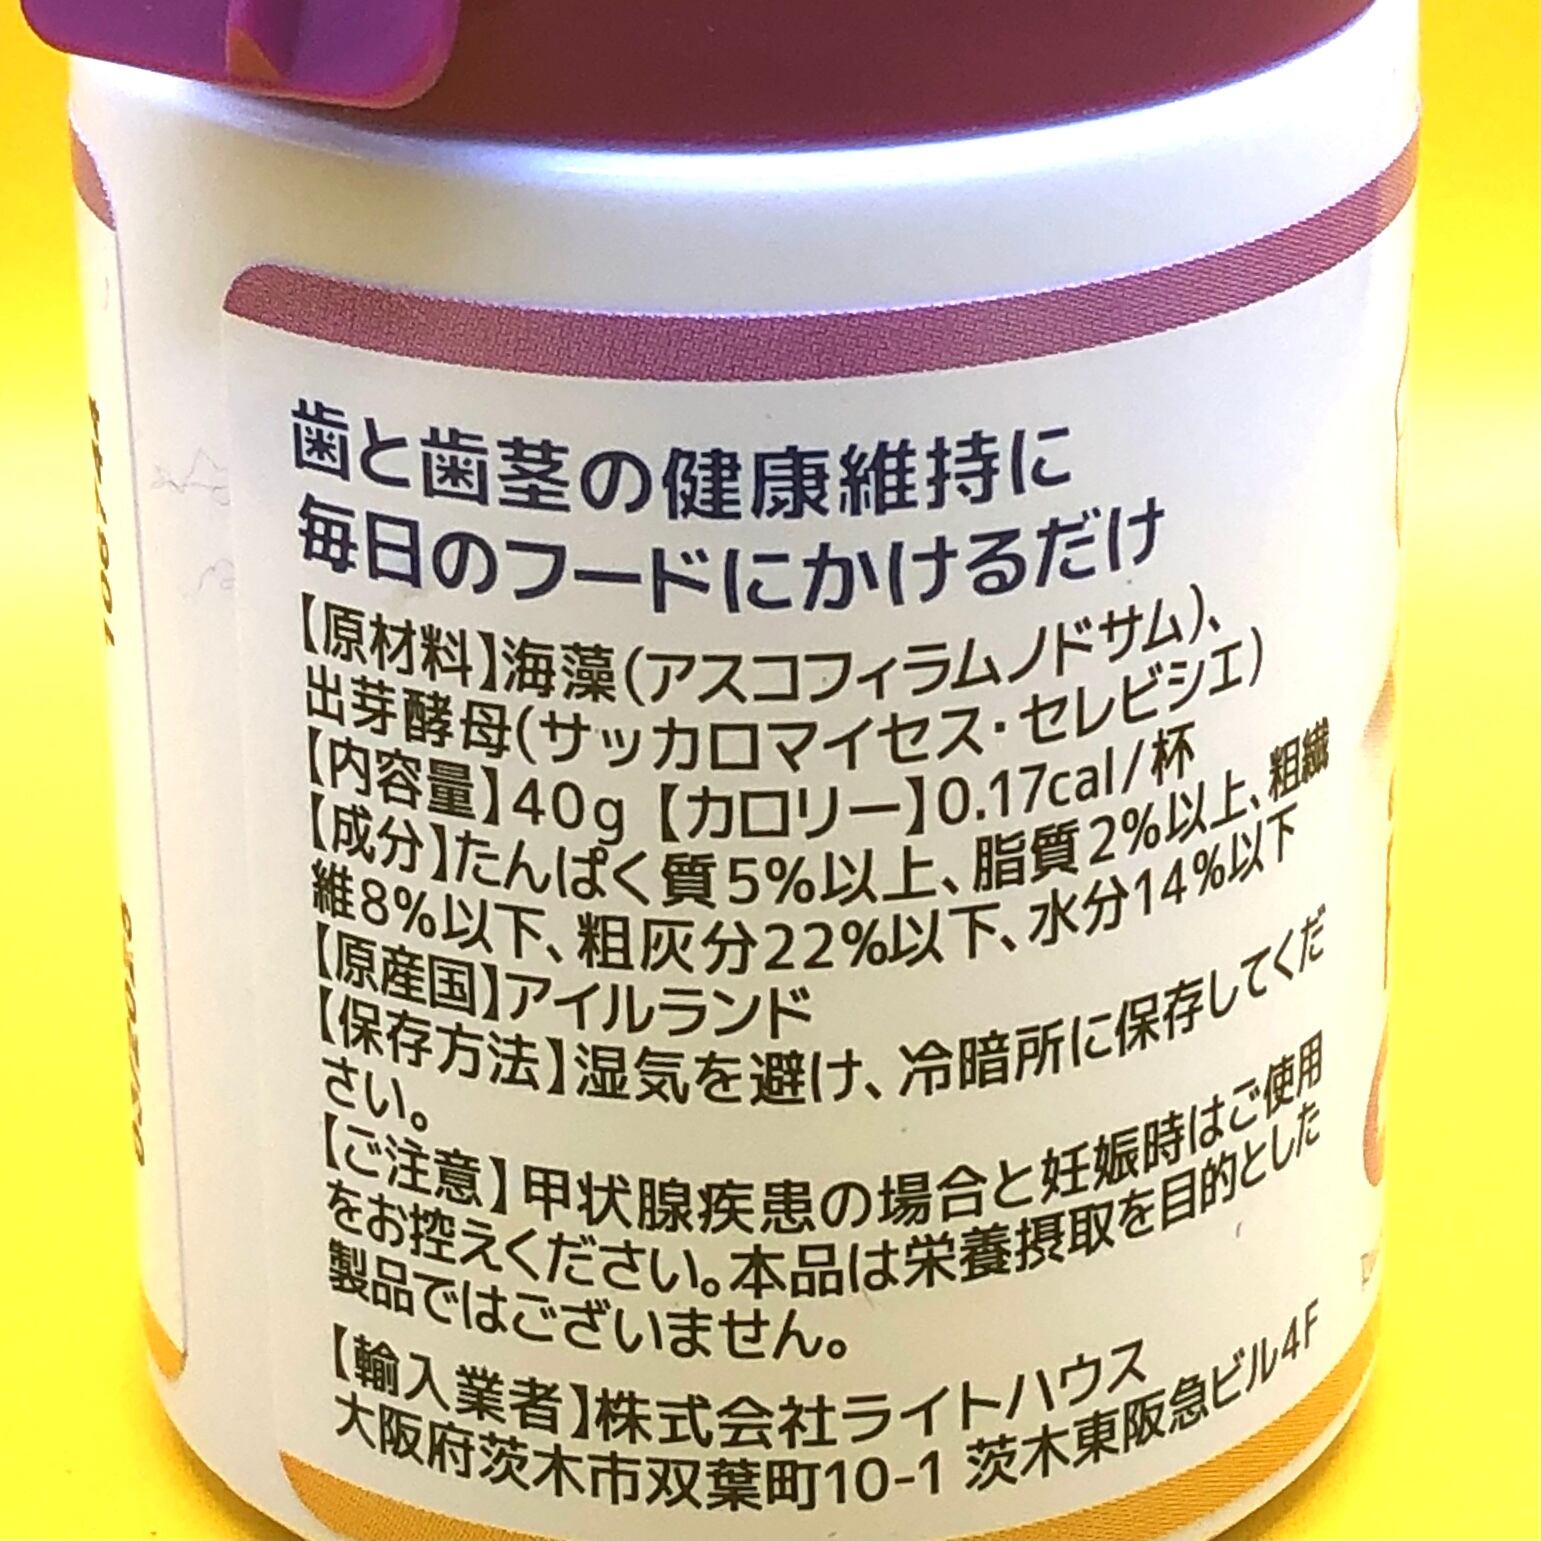 歯と歯茎の健康維持に
毎日のフードにかけるだけ
【原材料】海藻(アスコフィラムノドサム)、
出芽酵母(サッカロマイセス・セレビシエ)
【内容量】40g 【カロリー】0.17cal/杯
【成分】たんぱく質5%以上、脂質2%以上、粗繊
維8%以下、粗灰分22%以下、水分14%以下
【原産国】アイルランド
【保存方法】湿気を避け、冷暗所に保存してくだ
さい。
【ご注意】甲状腺疾患の場合と妊娠時はご使用
をお控えください。本品は栄養摂取を目的とした
製品ではございません。
【輸入業者】株式会社ライトハウス
大阪府茨木市双葉町10-1 茨木東阪急ビル4F